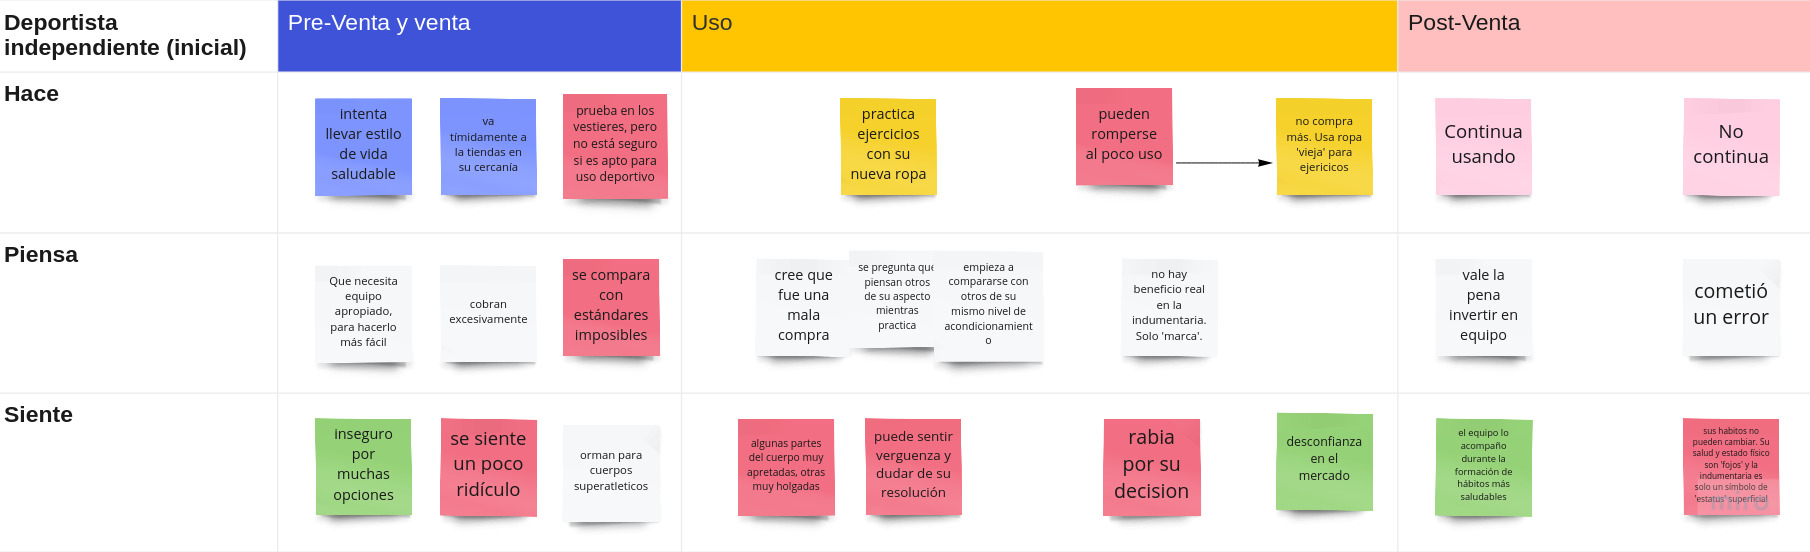 Deportista
independiente (inicial)
Pre-Venta y venta
Uso
Post-Venta
Hace
intenta
llevar estilo
de vida
saludable
va
tímidamente a
la tiendas en
su cercanía
prueba en los
vestieres, pero
no está seguro
si es apto para
uso deportivo
practica
ejercicios
con su
nueva ropa
pueden
romperse
al poco uso
no compra
más. Usa ropa
'vieja' para
ejericicos
Continua
usando
No
continua
Piensa
Que necesita
equipo
apropiado,
para hacerlo
más fácil
cobran
excesivamente
se compara
con
estándares
imposibles
cree que
fue una
mala
compra
se pregunta que
piensan otros
de su aspecto
mientras
practica
empieza a
compararse con
otros de su
mismo nivel de
acondicionamient
o
no hay
beneficio real
en la
indumentaria.
Solo 'marca'.
vale la
pena
invertir en
equipo
cometió
un error
Siente
inseguro
por
muchas
opciones
se siente
un poco
ridículo
orman para
cuerpos
superatleticos
algunas partes
del cuerpo muy
apretadas, otras
muy holgadas
puede sentir
verguenza y
dudar de su
resolución
rabia
por su
decision
desconfianza
en el
mercado
el equipo lo
acompaño
durante la
formación de
hábitos más
saludables
sus habitos no
pueden cambiar. Su
salud y estado físico
son 'fojos' y la
indumentaria es
solo un símbolo de
'estatus' superficial
miro